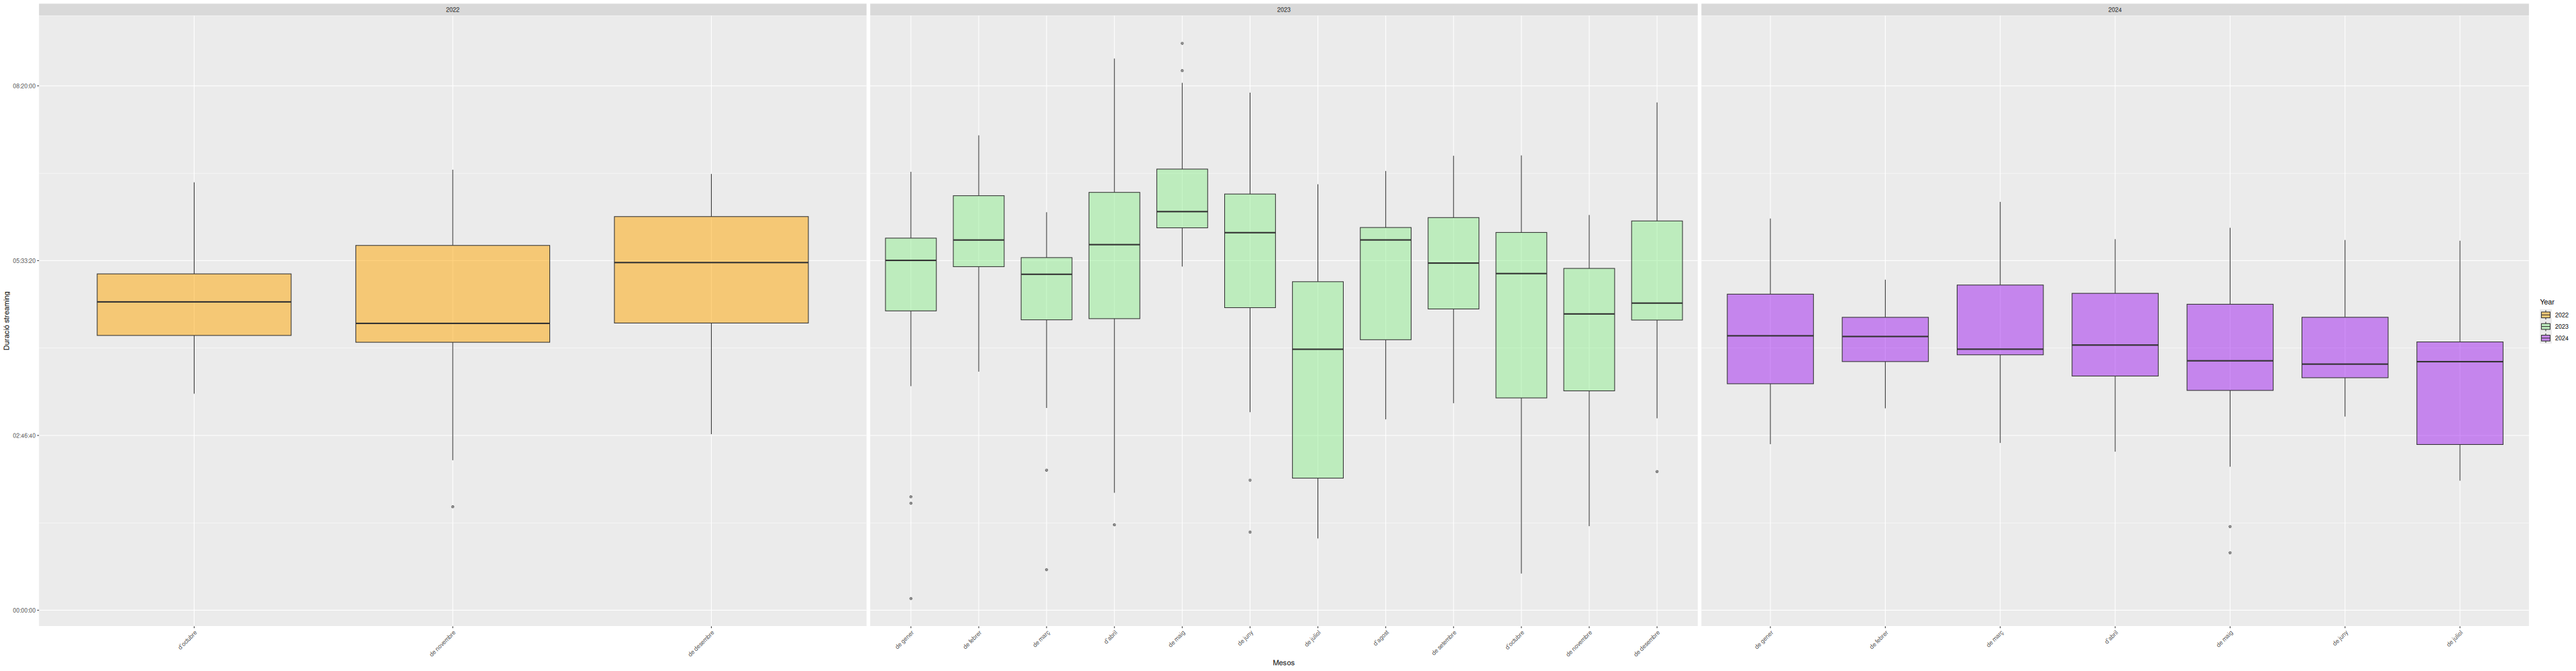 2022
2023
2024
08:20:00
05:33:20
02:46:40
00:00:00
Duració streaming
d'octubre
de novembre
de desembre
de gener
de febrer
de març
d'abril
de maig
de juny
de juliol
d'agost
de setembre
d'octubre
de novembre
de desembre
de gener
de febrer
de març
d'abril
de maig
de juny
de juliol
Mesos
Year
2022
2023
2024